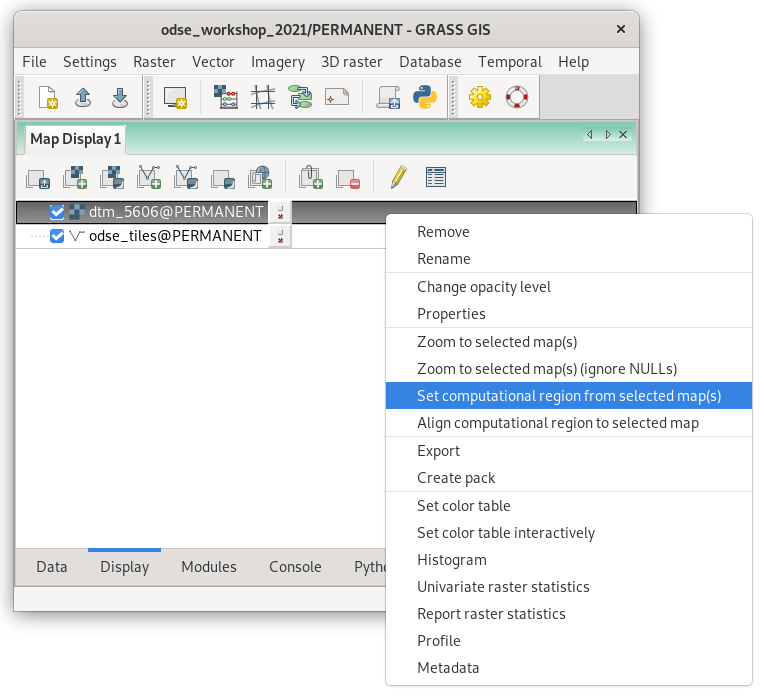 odse_workshop_2021/PERMANENT - GRASS GIS
File Settings Raster Vector Imagery 3D raster Database Temporal Help
Map Display 1
dtm_5606@PERMANENT
odse_tiles@PERMANENT
Remove
Rename
Change opacity level
Properties
Zoom to selected map(s)
Zoom to selected map(s) (ignore NULLs)
Set computational region from selected map(s)
Align computational region to selected map
Export
Create pack
Set color table
Set color table interactively
Histogram
Univariate raster statistics
Report raster statistics
Profile
Metadata
Data Display Modules Console Pytho